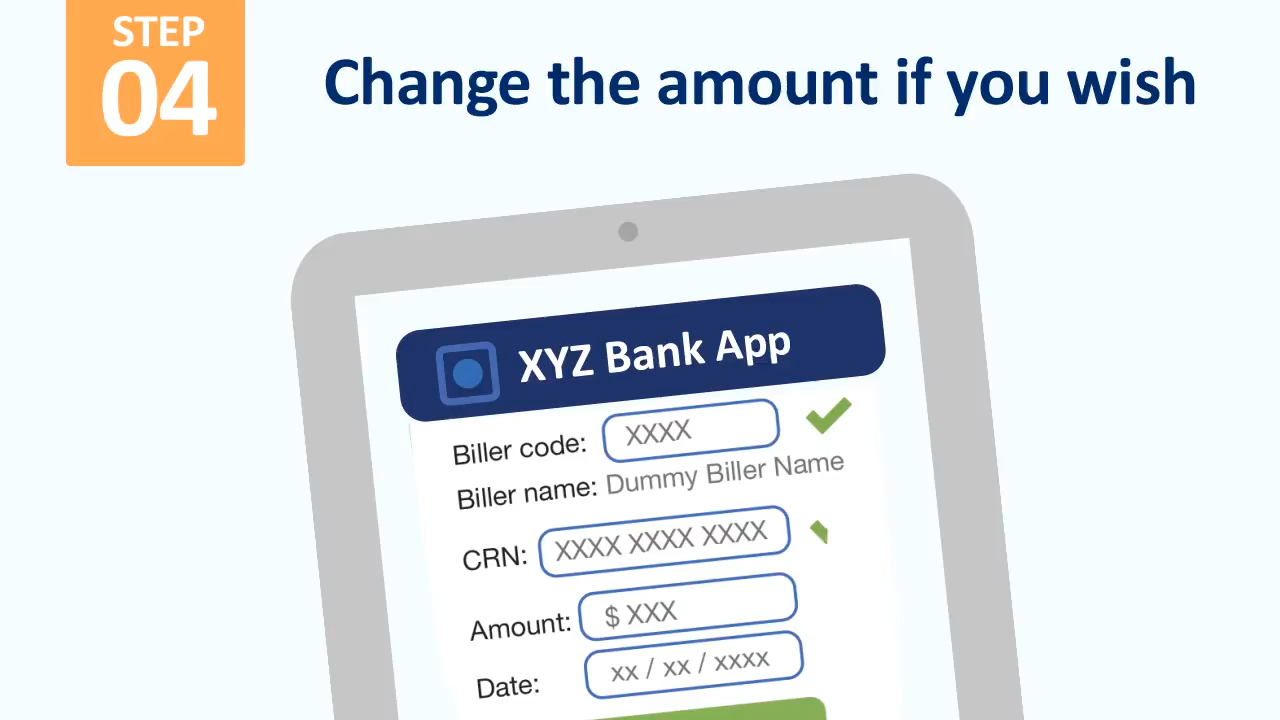 STEP
04
Change the amount if you wish
XYZ Bank App
Biller code: XXXX
Biller name: Dummy Biller Name
CRN: XXXX XXXX XXXX
Amount: $ XXX
Date: xx / xx / xxxx